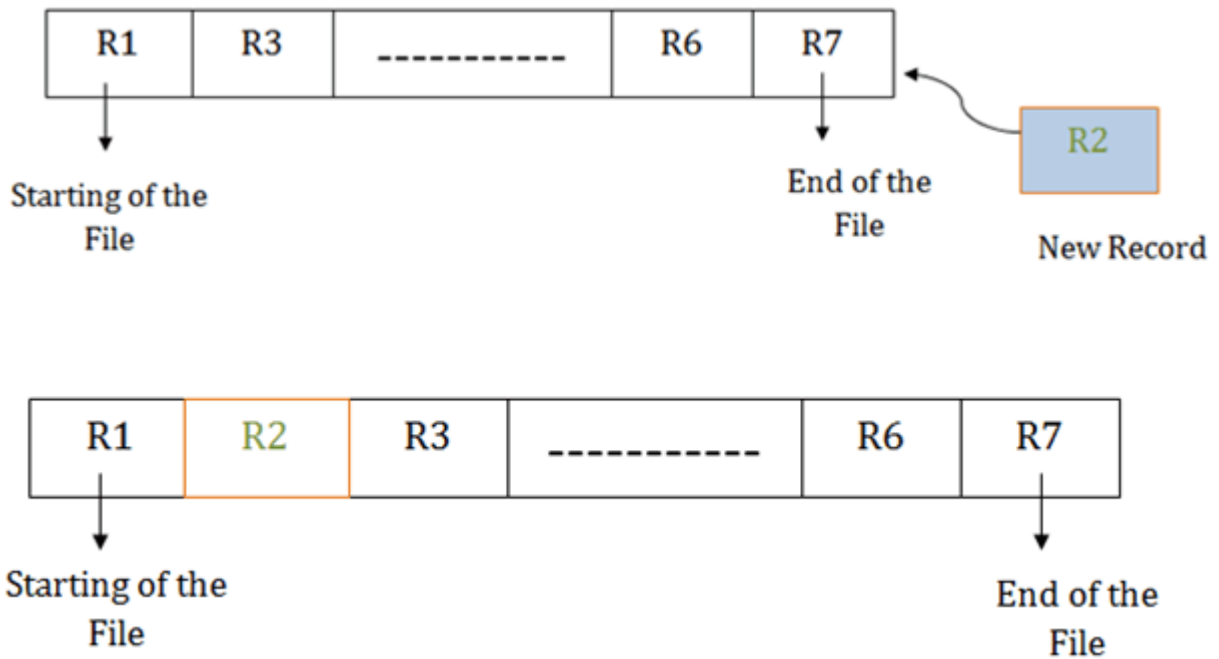 R1 R3 ----------- R6 R7
R2
Starting of the
File
End of the
File
New Record
R1 R2 R3 ----------- R6 R7
Starting of the
File
End of the
File